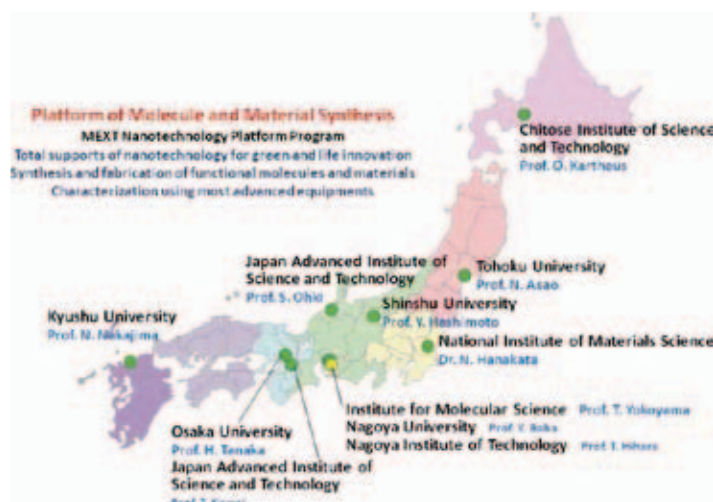 Platform of Molecule and Material Synthesis
MEXT Nanotechnology Platform Program
Total supports of nanotechnology for green and life innovation
Synthesis and fabrication of functional molecules and materials
Characterization using most advanced equipments
Chitose Institute of Science
and Technology
Prof. O. Karthaus
Japan Advanced Institute of
Science and Technology
Prof. S. Ohki
Tohoku University
Prof. N. Asao
Shinshu University
Prof. Y. Hashimoto
Kyushu University
Prof. N. Nakajima
National Institute of Materials Science
Dr. N. Hanakata
Institute for Molecular Science Prof. T. Yokoyama
Nagoya University Prof. Y.
Nagoya Institute of Technology Prof.
Osaka University
Prof. H. Tanaka
Japan Advanced Institute of
Science and Technology